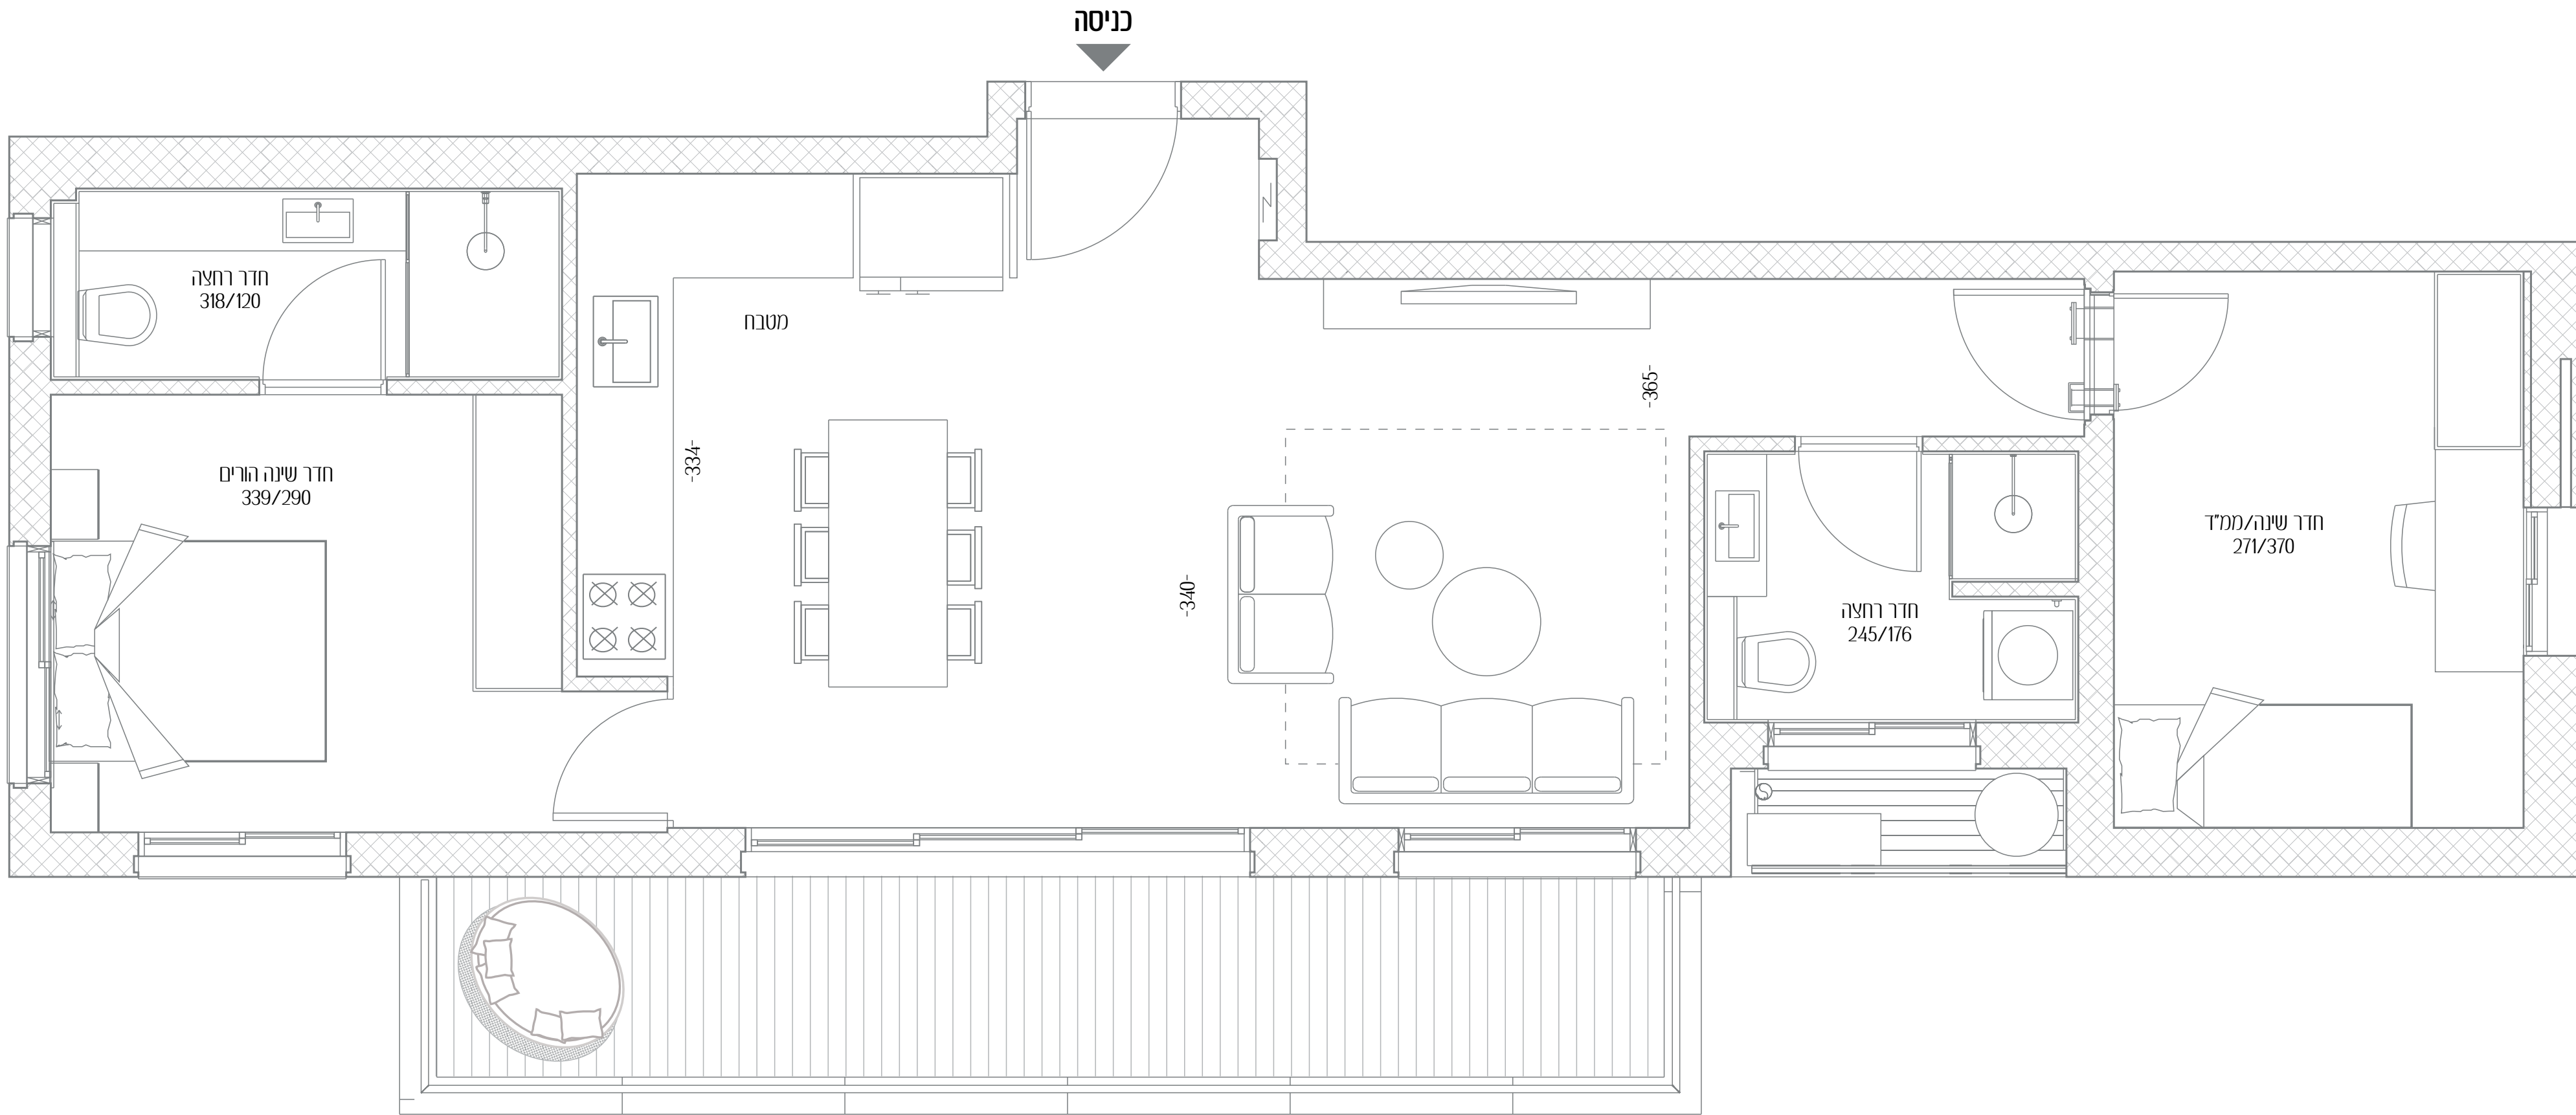 כניסה
חדר רחצה
318/120
מטבח
-365-
-334-
חדר שינה הורים
339/290
חדר שינה/ממ"ד
271/370
-340-
חדר רחצה
245/176